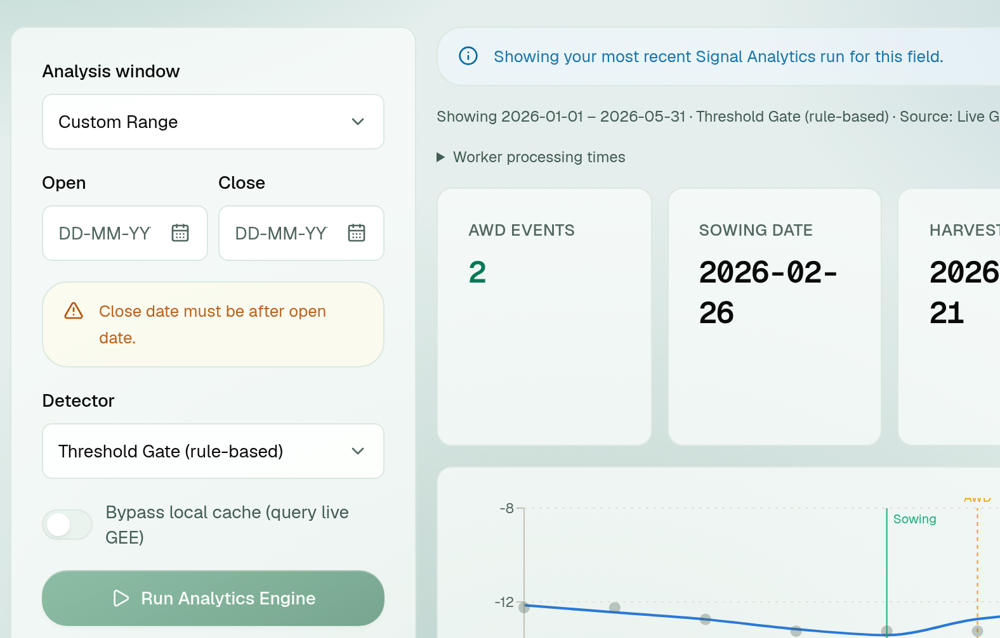 Analysis window
Custom Range
Open
Close
DD-MM-YY
DD-MM-YY
Close date must be after open
date.
Detector
Threshold Gate (rule-based)
Bypass local cache (query live
GEE)
Run Analytics Engine
Showing your most recent Signal Analytics run for this field.
Showing 2026-01-01 – 2026-05-31 · Threshold Gate (rule-based) · Source: Live G
Worker processing times
AWD EVENTS
2
SOWING DATE
2026-02-
26
HARVEST
2026
21
-8
Sowing
AWD
-12